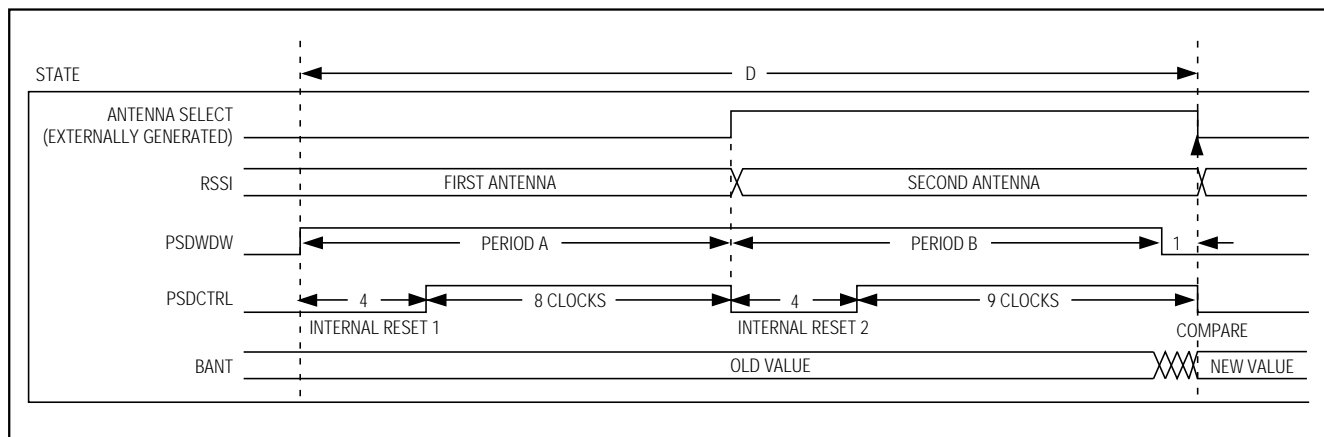 STATE
D
ANTENNA SELECT
(EXTERNALLY GENERATED)
RSSI
FIRST ANTENNA
SECOND ANTENNA
PSDWDW
PERIOD A
PERIOD B
1
PSDCTRL
4
8 CLOCKS
4
9 CLOCKS
INTERNAL RESET 1
INTERNAL RESET 2
COMPARE
BANT
OLD VALUE
NEW VALUE